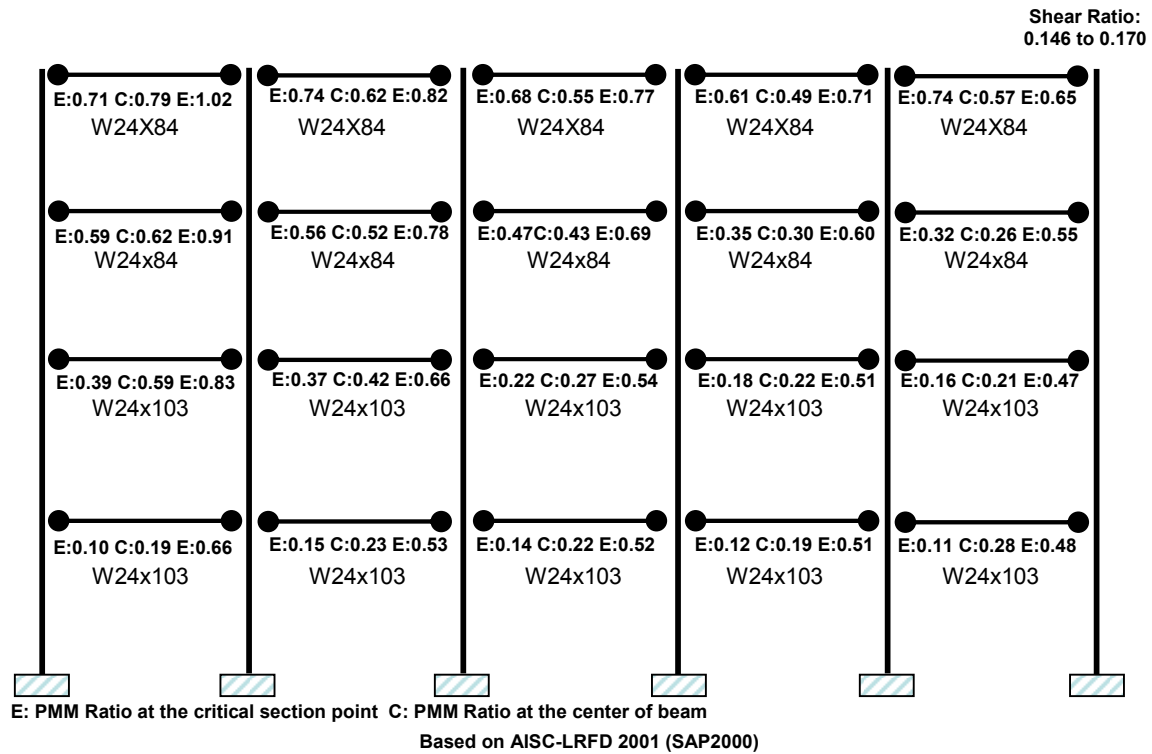 Shear Ratio:
0.146 to 0.170
E:0.71 C:0.79 E:1.02
E:0.74 C:0.62 E:0.82
E:0.68 C:0.55 E:0.77
E:0.61 C:0.49 E:0.71
E:0.74 C:0.57 E:0.65
W24X84
W24X84
W24X84
W24X84
W24X84
E:0.59 C:0.62 E:0.91
E:0.56 C:0.52 E:0.78
E:0.47C:0.43 E:0.69
E:0.35 C:0.30 E:0.60
E:0.32 C:0.26 E:0.55
W24x84
W24x84
W24x84
W24x84
W24x84
E:0.39 C:0.59 E:0.83
E:0.37 C:0.42 E:0.66
E:0.22 C:0.27 E:0.54
E:0.18 C:0.22 E:0.51
E:0.16 C:0.21 E:0.47
W24x103
W24x103
W24x103
W24x103
W24x103
E:0.10 C:0.19 E:0.66
E:0.15 C:0.23 E:0.53
E:0.14 C:0.22 E:0.52
E:0.12 C:0.19 E:0.51
E:0.11 C:0.28 E:0.48
W24x103
W24x103
W24x103
W24x103
W24x103
E: PMM Ratio at the critical section point C: PMM Ratio at the center of beam
Based on AISC-LRFD 2001 (SAP2000)